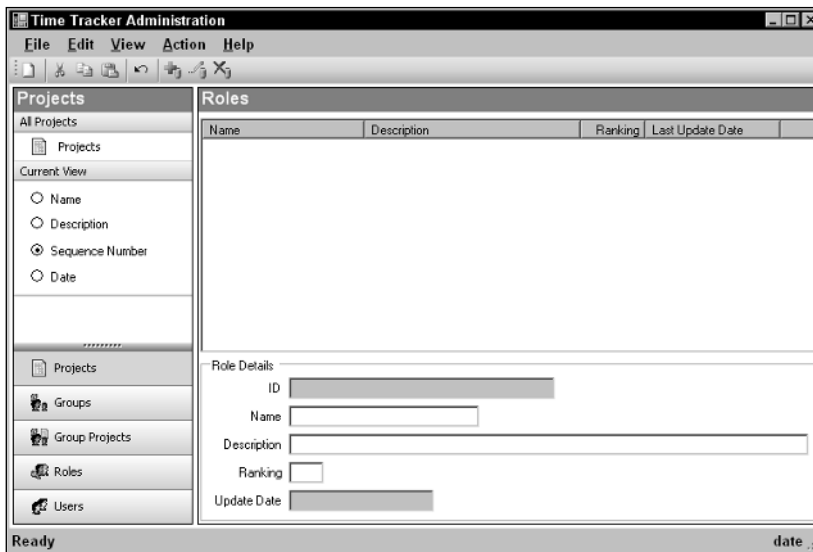 Time Tracker Administration
File Edit View Action Help
Projects
All Projects
Projects
Current View
Name
Description
Sequence Number
Date
Projects
Groups
Group Projects
Roles
Users
Roles
Name Description Ranking Last Update Date
Role Details
ID
Name
Description
Ranking
Update Date
Ready date